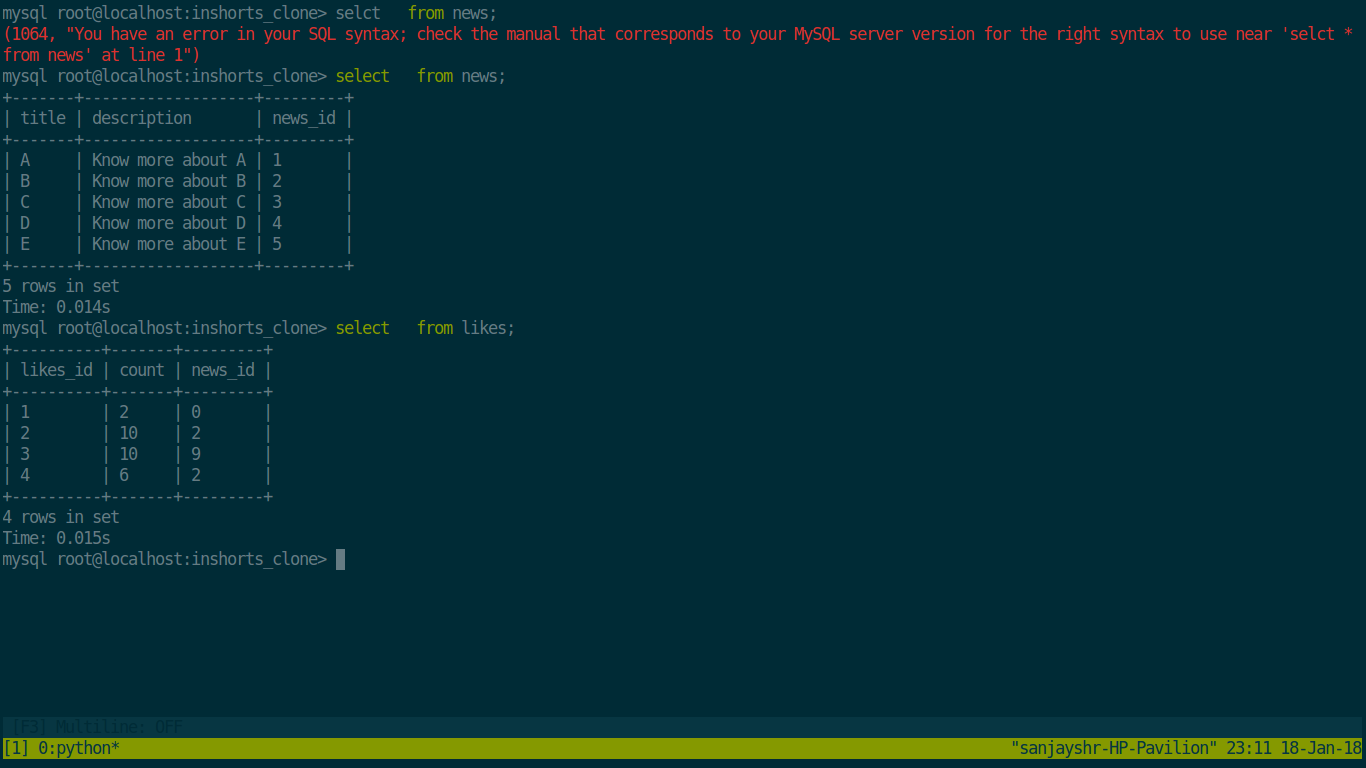 mysql root@localhost:inshorts_clone> selct   from news;
(1064, "You have an error in your SQL syntax; check the manual that corresponds to your MySQL server version for the right syntax to use near 'selct *
from news' at line 1")
mysql root@localhost:inshorts_clone> select   from news;
+-------+-------------------+---------+
| title | description       | news_id |
+-------+-------------------+---------+
| A     | Know more about A | 1       |
| B     | Know more about B | 2       |
| C     | Know more about C | 3       |
| D     | Know more about D | 4       |
| E     | Know more about E | 5       |
+-------+-------------------+---------+
5 rows in set
Time: 0.014s
mysql root@localhost:inshorts_clone> select   from likes;
+----------+-------+---------+
| likes_id | count | news_id |
+----------+-------+---------+
| 1        | 2     | 0       |
| 2        | 10    | 2       |
| 3        | 10    | 9       |
| 4        | 6     | 2       |
+----------+-------+---------+
4 rows in set
Time: 0.015s
mysql root@localhost:inshorts_clone>
[F3] Multiline: OFF
[1] 0:python* "sanjayshr-HP-Pavilion" 23:11 18-Jan-18